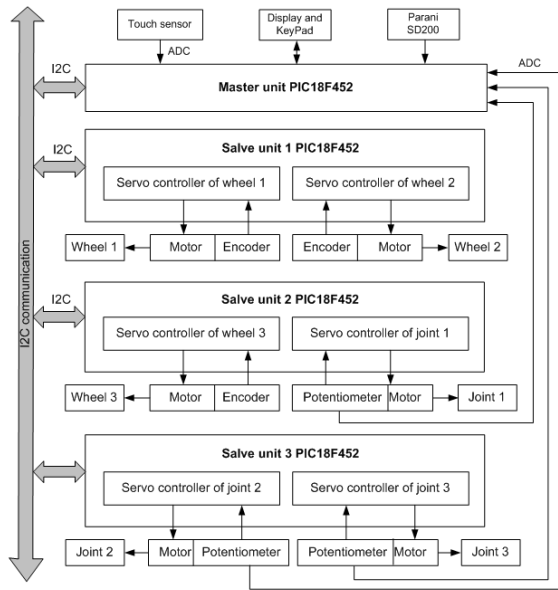 Touch sensor
Display and
KeyPad
Parani
SD200
ADC
ADC
I2C
Master unit PIC18F452
I2C
Salve unit 1 PIC18F452
Servo controller of wheel 1
Servo controller of wheel 2
Wheel 1
Motor
Encoder
Encoder
Motor
Wheel 2
I2C communication
I2C
Salve unit 2 PIC18F452
Servo controller of wheel 3
Servo controller of joint 1
Wheel 3
Motor
Encoder
Potentiometer
Motor
Joint 1
Salve unit 3 PIC18F452
Servo controller of joint 2
Servo controller of joint 3
Joint 2
Motor
Potentiometer
Potentiometer
Motor
Joint 3